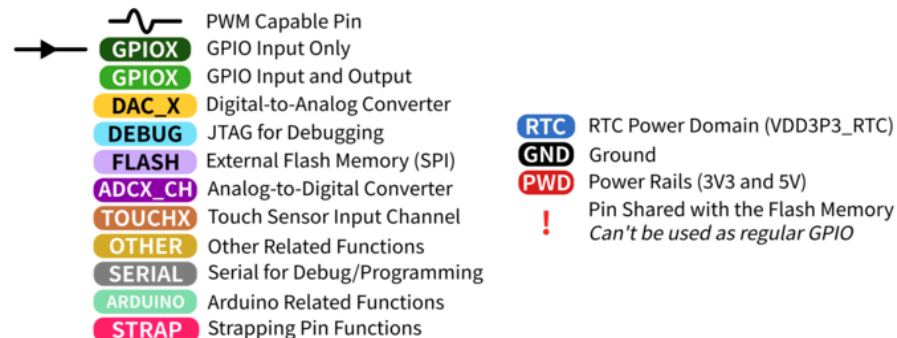 PWM Capable Pin
GPIOX GPIO Input Only
GPIOX GPIO Input and Output
DAC_X Digital-to-Analog Converter
DEBUG JTAG for Debugging
FLASH External Flash Memory (SPI)
ADCX_CH Analog-to-Digital Converter
TOUCHX Touch Sensor Input Channel
OTHER Other Related Functions
SERIAL Serial for Debug/Programming
ARDUINO Arduino Related Functions
STRAP Strapping Pin Functions
RTC RTC Power Domain (VDD3P3_RTC)
GND Ground
PWD Power Rails (3V3 and 5V)
! Pin Shared with the Flash Memory
Can't be used as regular GPIO